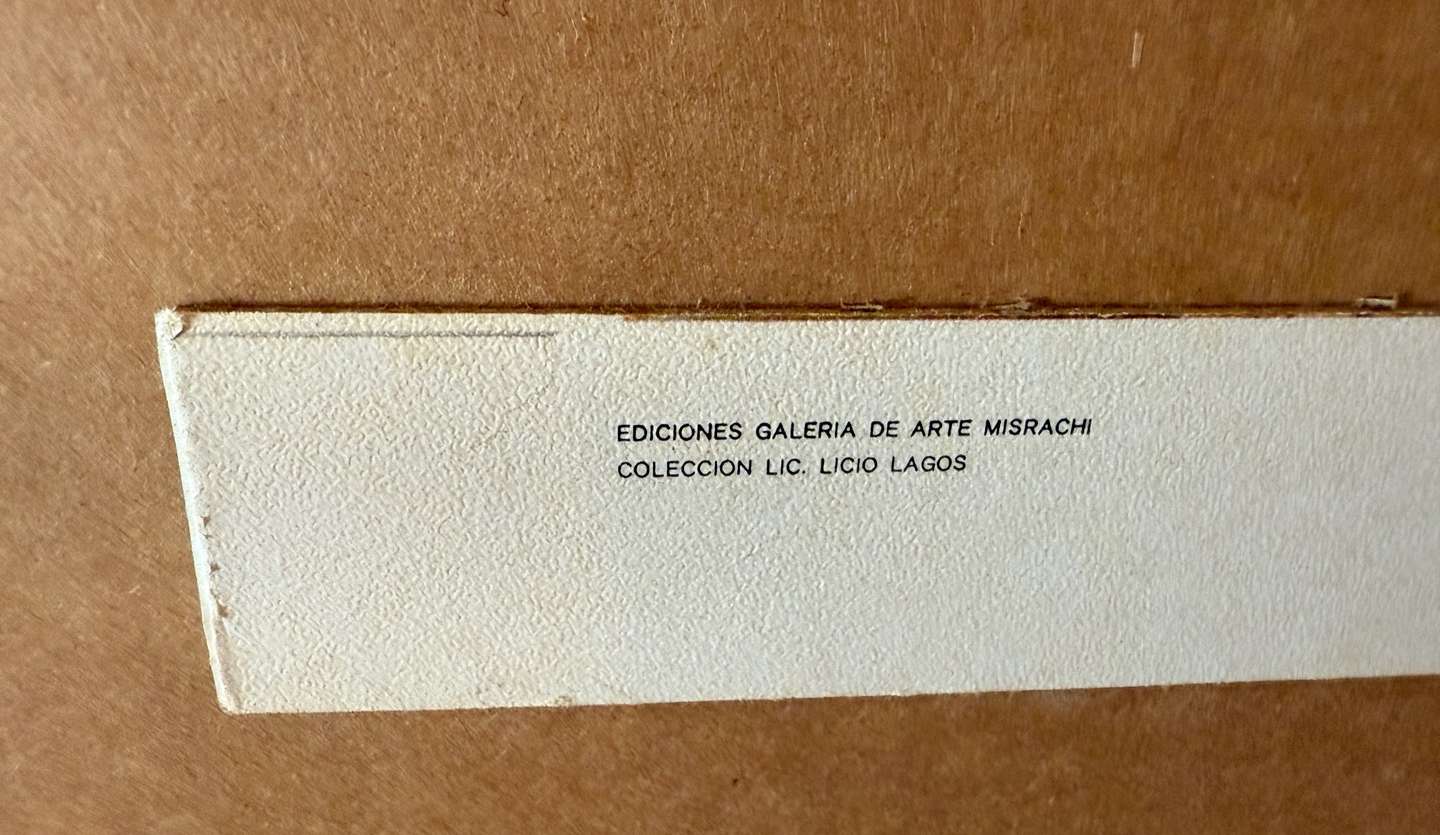 EDICIONES GALERIA DE ARTE MISRACHI
COLECCION LIC. LICIO LAGOS